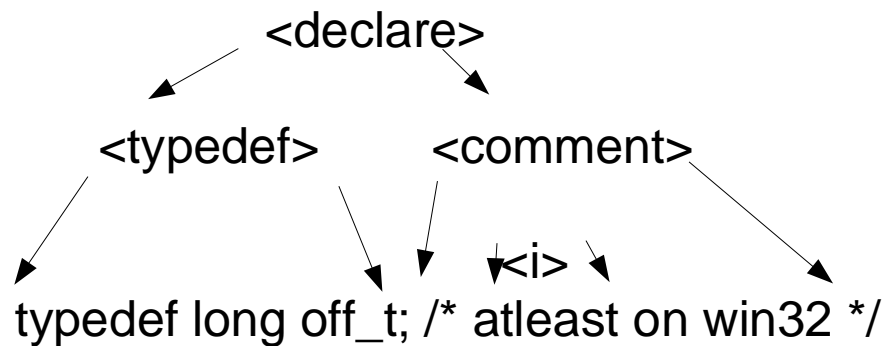 <declare>
<typedef> <comment>
<i>
typedef long off_t; /* atleast on win32 */